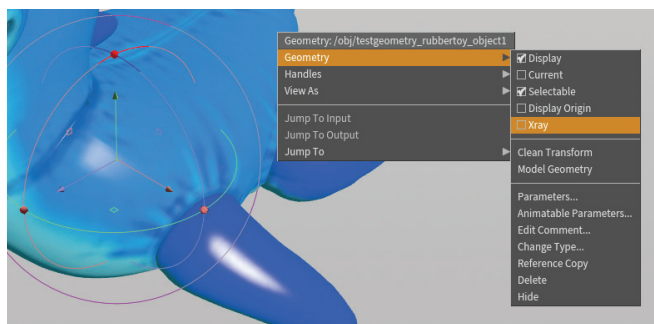 Geometry: /obj/testgeometry_rubbertoy_object1
Geometry
Handles
View As
Jump To Input
Jump To Output
Jump To
Display
Current
Selectable
Display Origin
Xray
Clean Transform
Model Geometry
Parameters...
Animatable Parameters...
Edit Comment...
Change Type...
Reference Copy
Delete
Hide